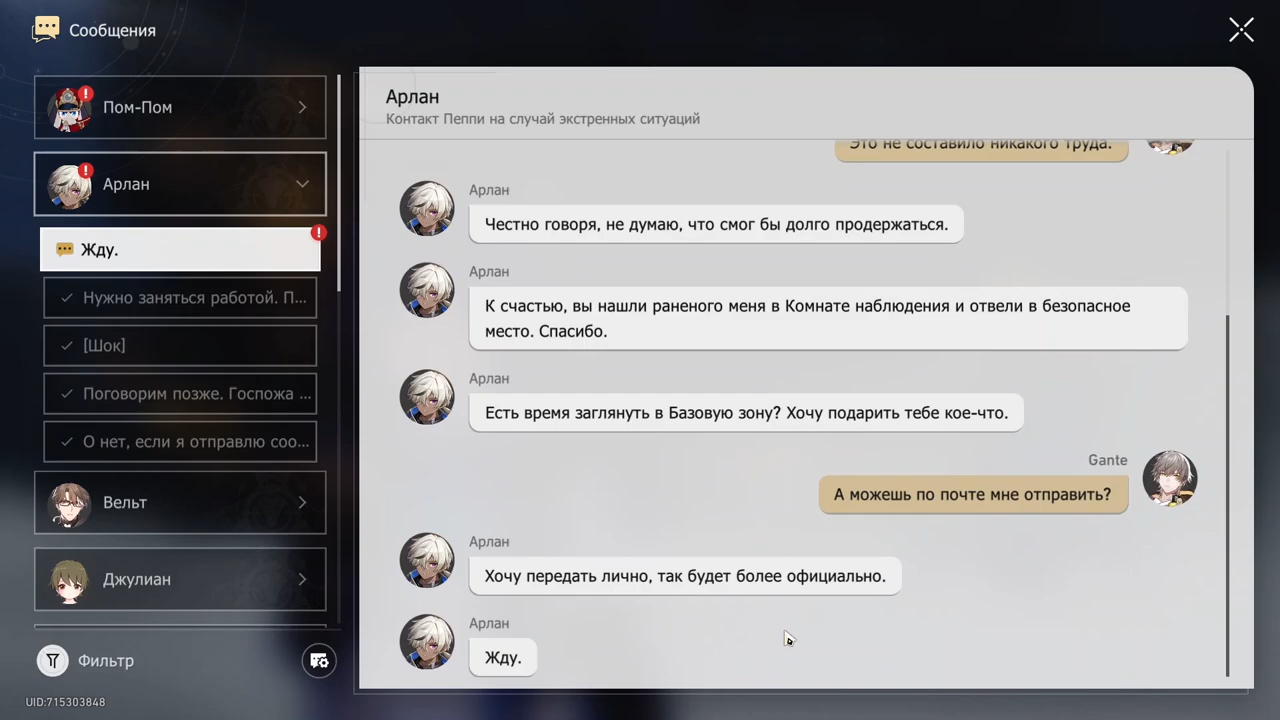 Сообщения
Пом-Пом
Арлан
Жду.
Нужно заняться работой. П...
[Шок]
Поговорим позже. Госпожа ...
О нет, если я отправлю соо...
Вельт
Джулиан
Фильтр
UID:715303848
Арлан
Контакт Пеппи на случай экстренных ситуаций
Это не составило никакого труда.
Арлан
Честно говоря, не думаю, что смог бы долго продержаться.
Арлан
К счастью, вы нашли раненого меня в Комнате наблюдения и отвели в безопасное
место. Спасибо.
Арлан
Есть время заглянуть в Базовую зону? Хочу подарить тебе кое-что.
Gante
А можешь по почте мне отправить?
Арлан
Хочу передать лично, так будет более официально.
Арлан
Жду.